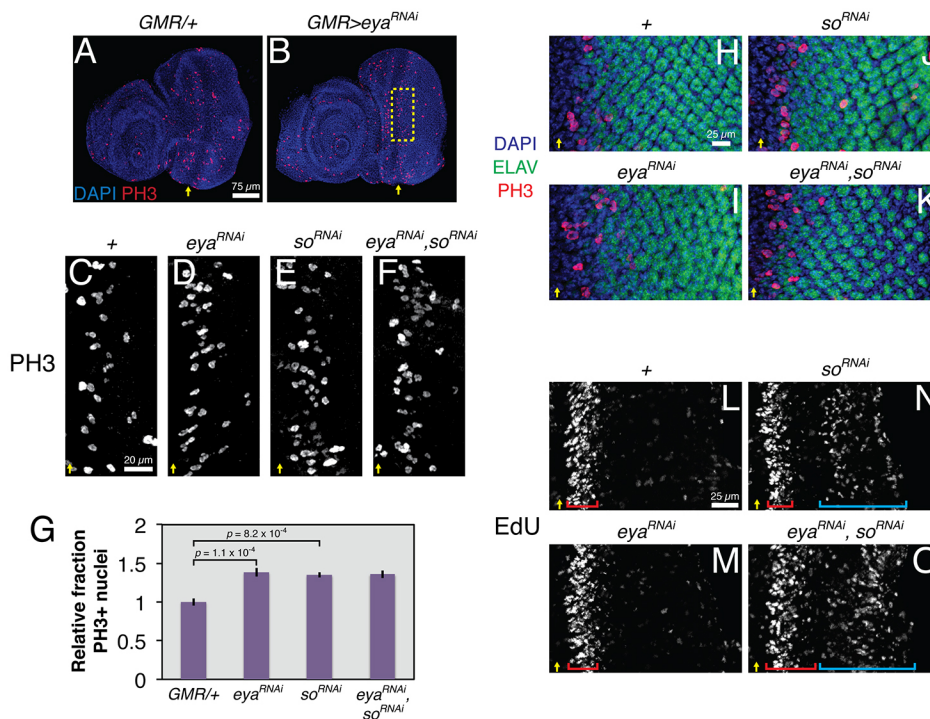 GMR/+
GMR>eya^RNAi
A
B
DAPI PH3
75 µm
+
eya^RNAi
so^RNAi
eya^RNAi,so^RNAi
C
D
E
F
PH3
20 µm
G
Relative fraction
PH3+ nuclei
2
1.5
1
0.5
0
p = 8.2 x 10^-4
p = 1.1 x 10^-4
GMR/+
eya^RNAi
so^RNAi
eya^RNAi,
so^RNAi
+
so^RNAi
H
J
25 µm
DAPI
ELAV
PH3
eya^RNAi
eya^RNAi,so^RNAi
I
K
+
so^RNAi
L
N
25 µm
EdU
eya^RNAi
eya^RNAi, so^RNAi
M
O